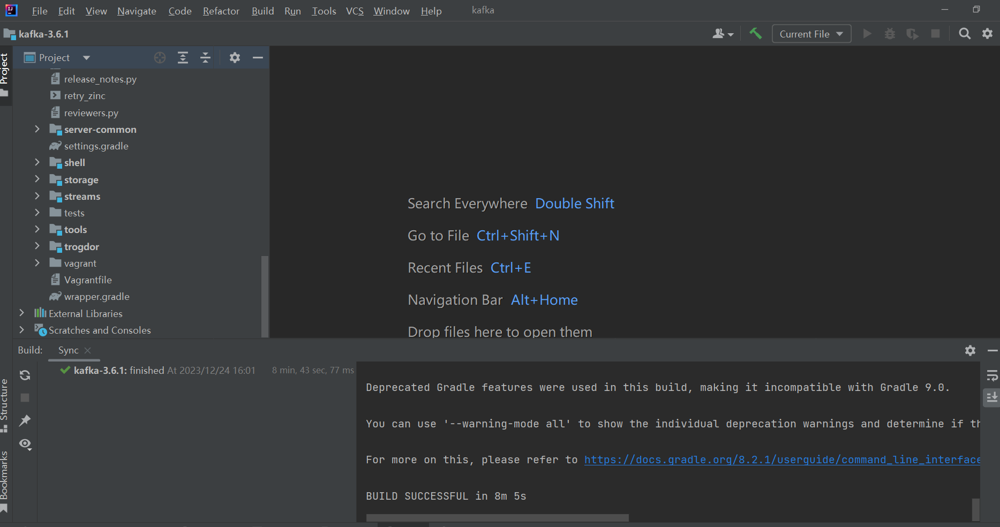 File Edit View Navigate Code Refactor Build Run Tools VCS Window Help kafka
kafka-3.6.1
Current File
Project
Project
release_notes.py
retry_zinc
reviewers.py
server-common
settings.gradle
shell
storage
streams
tests
tools
trogdor
vagrant
Vagrantfile
wrapper.gradle
External Libraries
Scratches and Consoles
Search Everywhere Double Shift
Go to File Ctrl+Shift+N
Recent Files Ctrl+E
Navigation Bar Alt+Home
Drop files here to open them
Build: Sync
kafka-3.6.1: finished At 2023/12/24 16:01 8 min, 43 sec, 77 ms
Deprecated Gradle features were used in this build, making it incompatible with Gradle 9.0.
You can use '--warning-mode all' to show the individual deprecation warnings and determine if th
For more on this, please refer to https://docs.gradle.org/8.2.1/userguide/command_line_interface
BUILD SUCCESSFUL in 8m 5s
Structure
Bookmarks